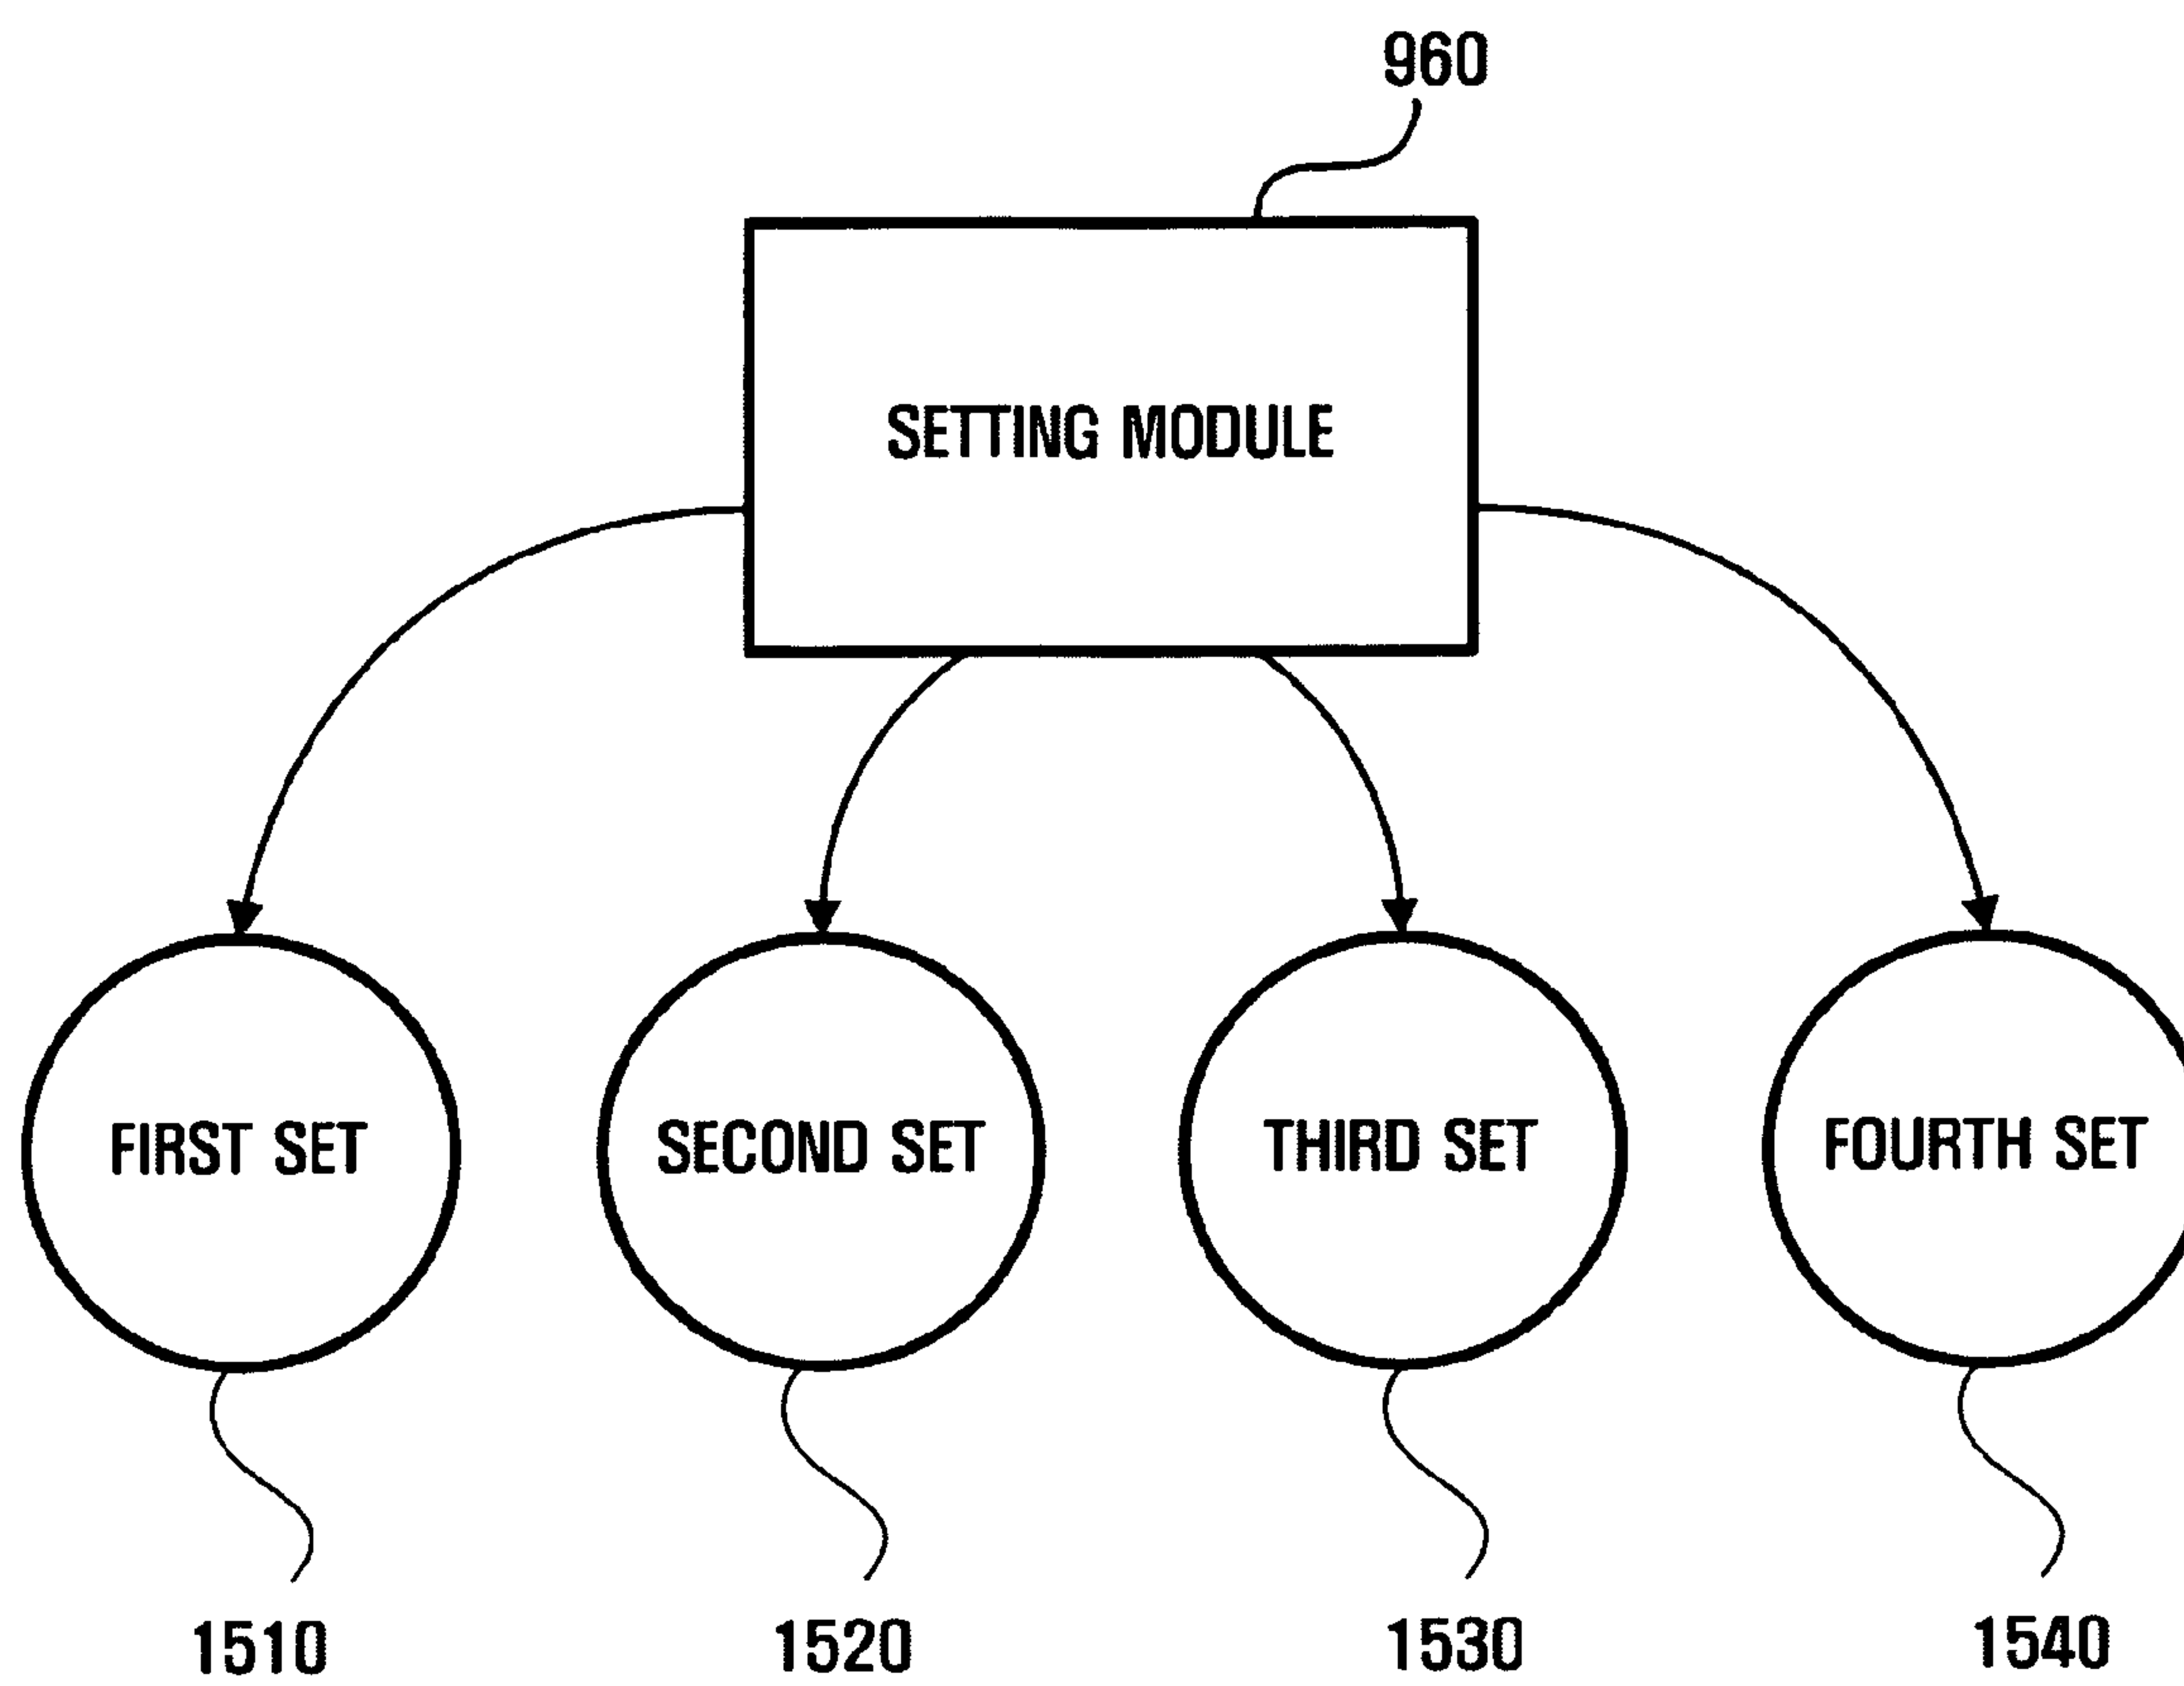 960
SETTING MODULE
FIRST SET
SECOND SET
THIRD SET
FOURTH SET
1510
1520
1530
1540